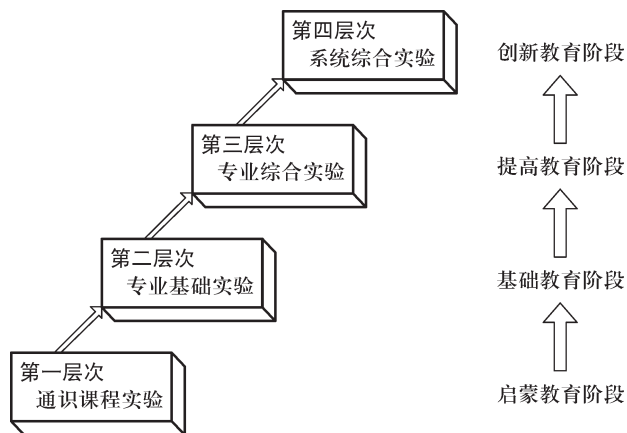 第四层次
系统综合实验
创新教育阶段
第三层次
专业综合实验
提高教育阶段
第二层次
专业基础实验
基础教育阶段
第一层次
通识课程实验
启蒙教育阶段